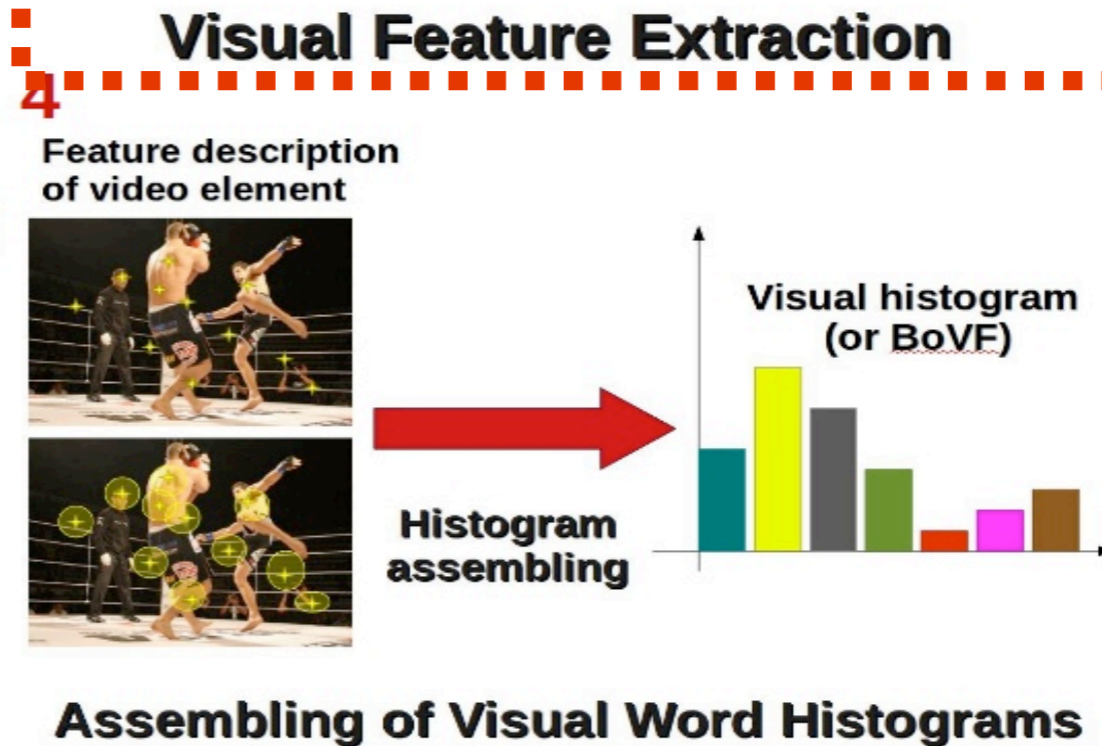 Visual Feature Extraction
4
Feature description
of video element
Visual histogram
(or BoVF)
Histogram
assembling
Assembling of Visual Word Histograms